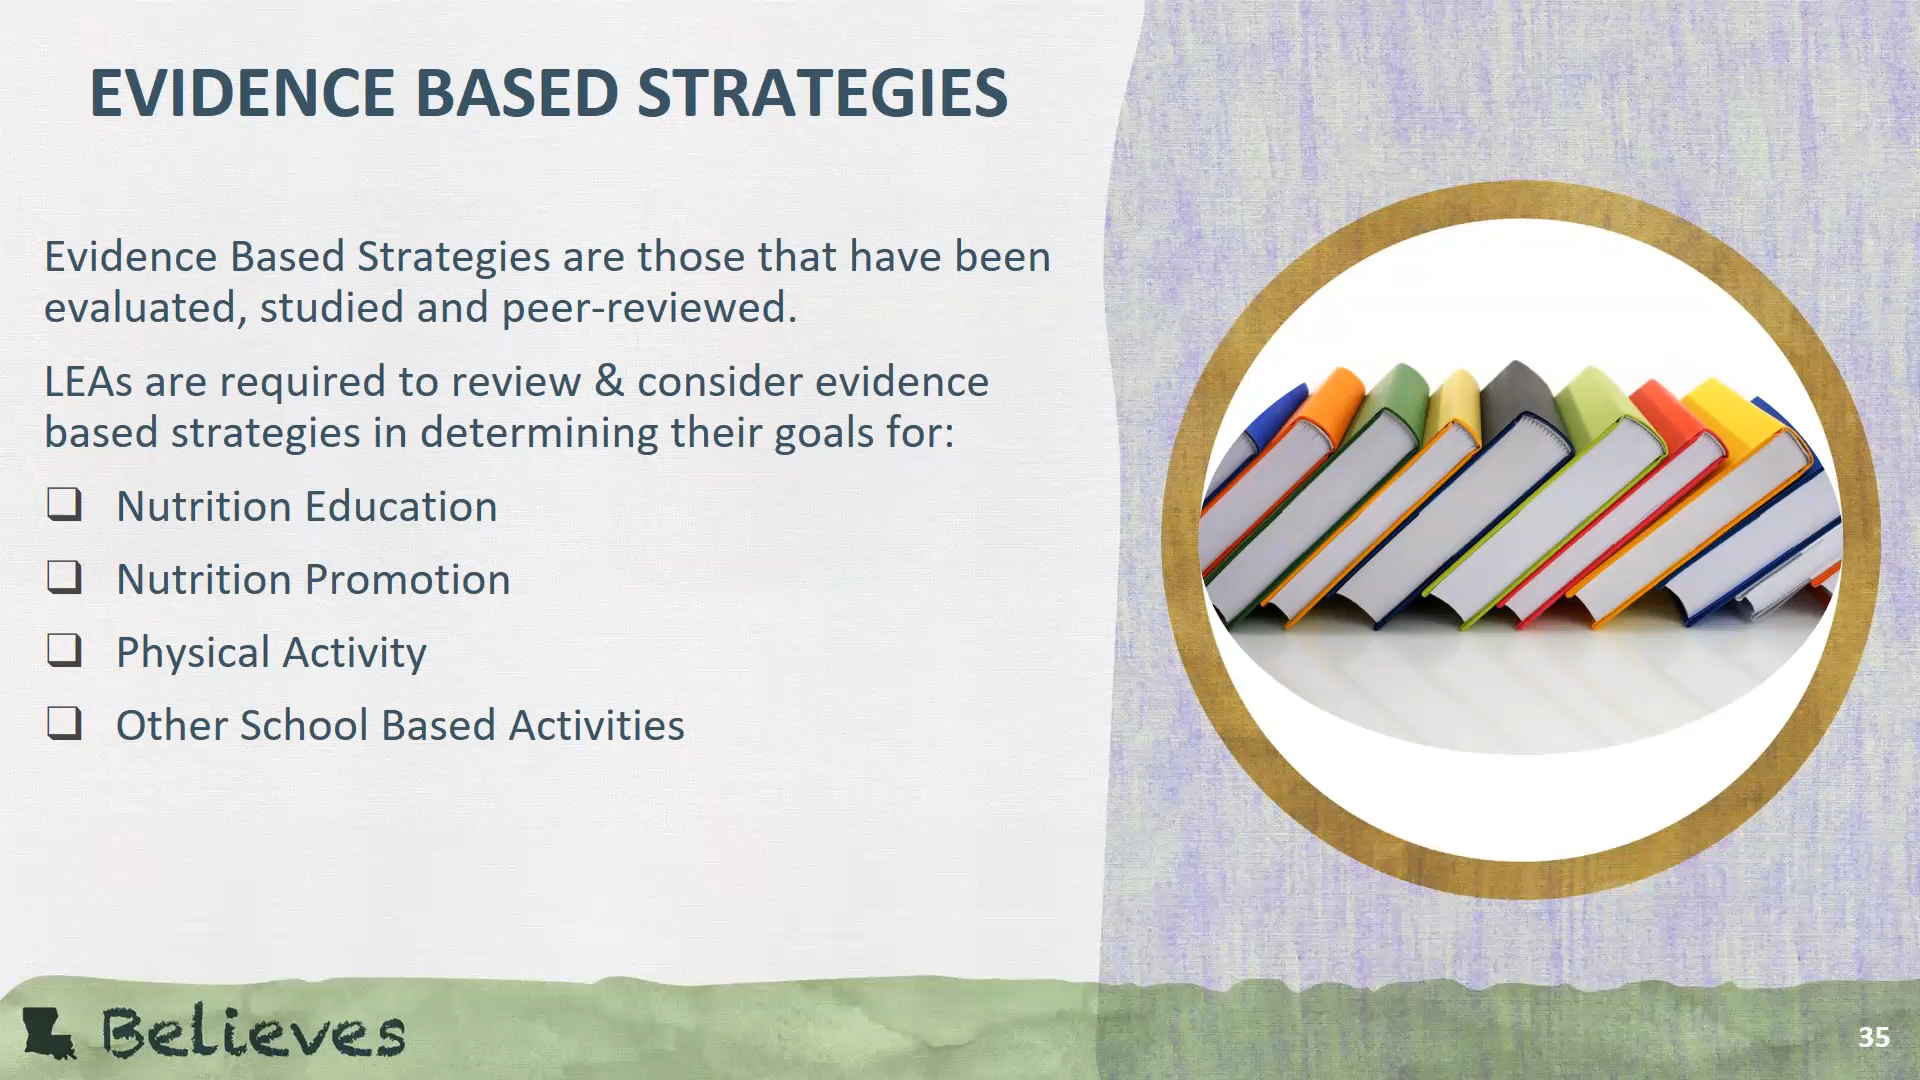 EVIDENCE BASED STRATEGIES
Evidence Based Strategies are those that have been
evaluated, studied and peer-reviewed.
LEAs are required to review & consider evidence
based strategies in determining their goals for:
❑ Nutrition Education
❑ Nutrition Promotion
❑ Physical Activity
❑ Other School Based Activities
Believes
35